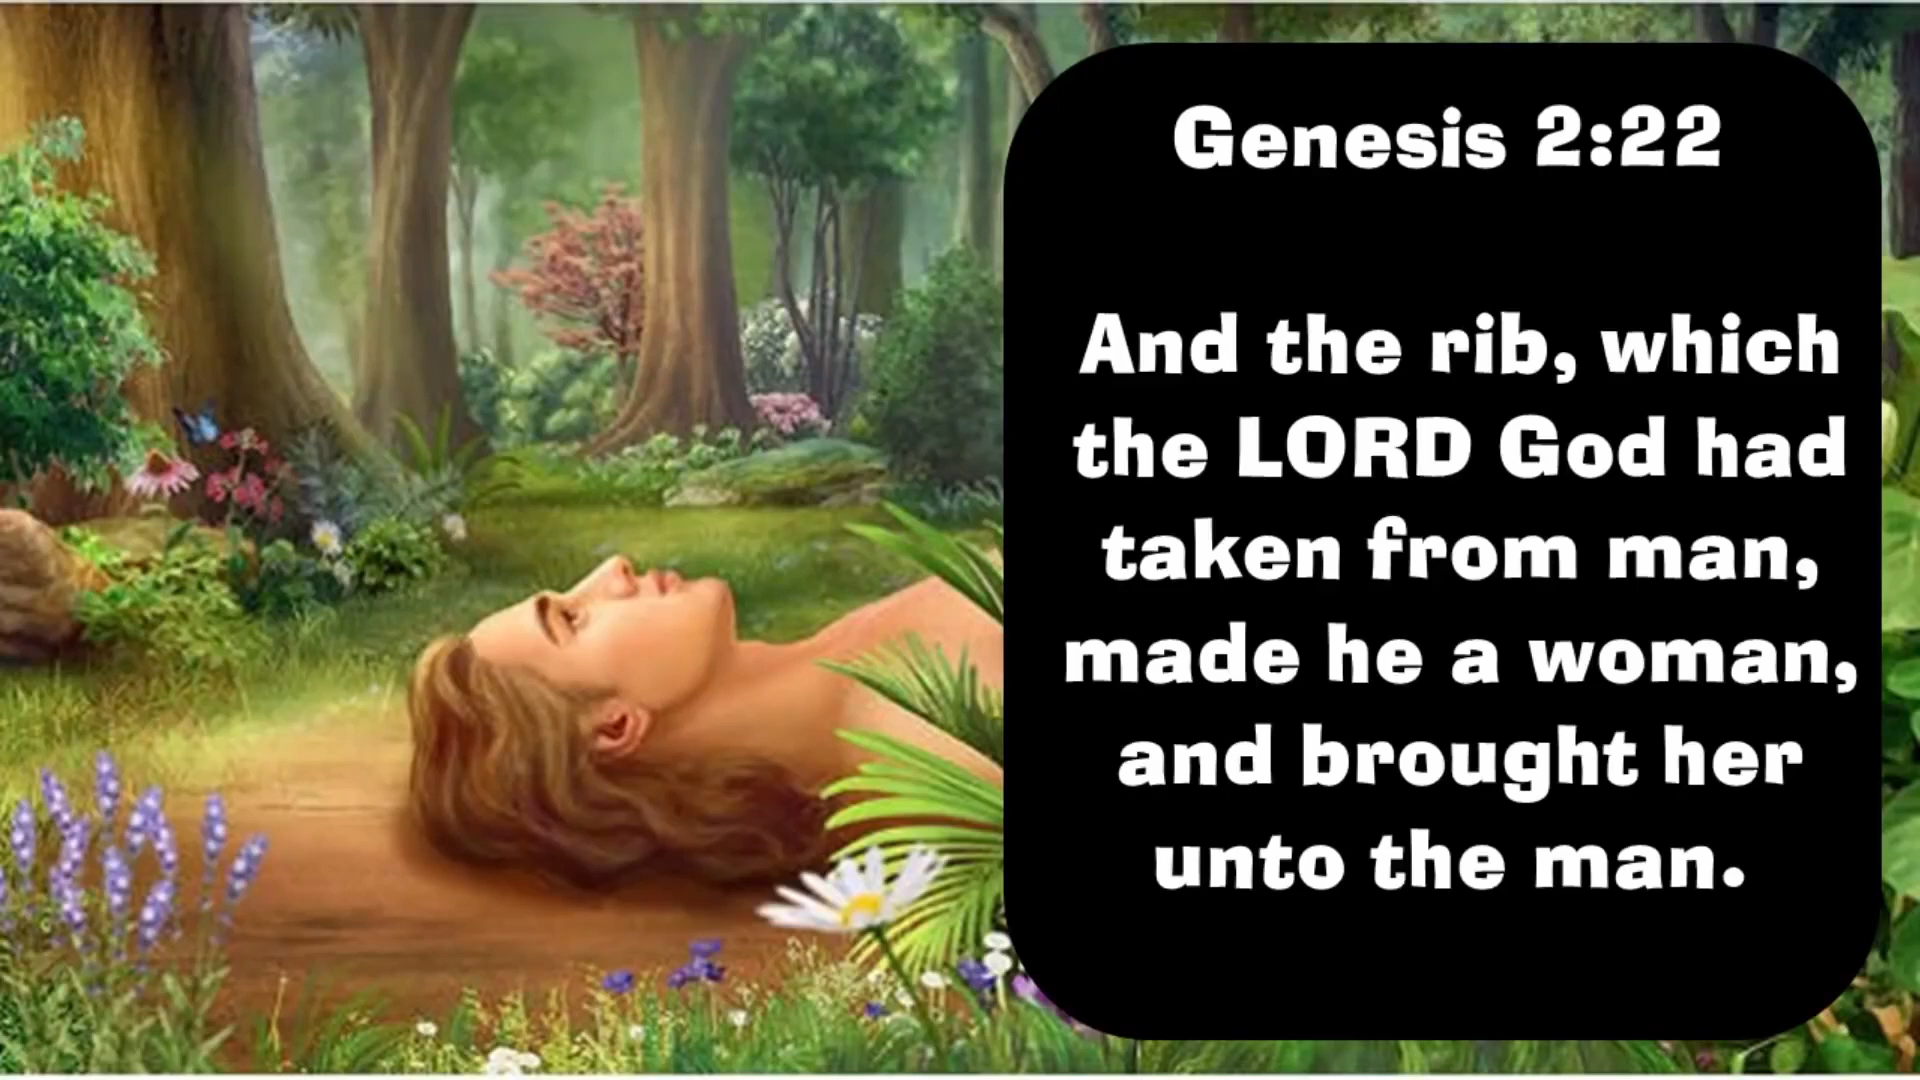 Genesis 2:22
And the rib, which
the LORD God had
taken from man,
made he a woman,
and brought her
unto the man.